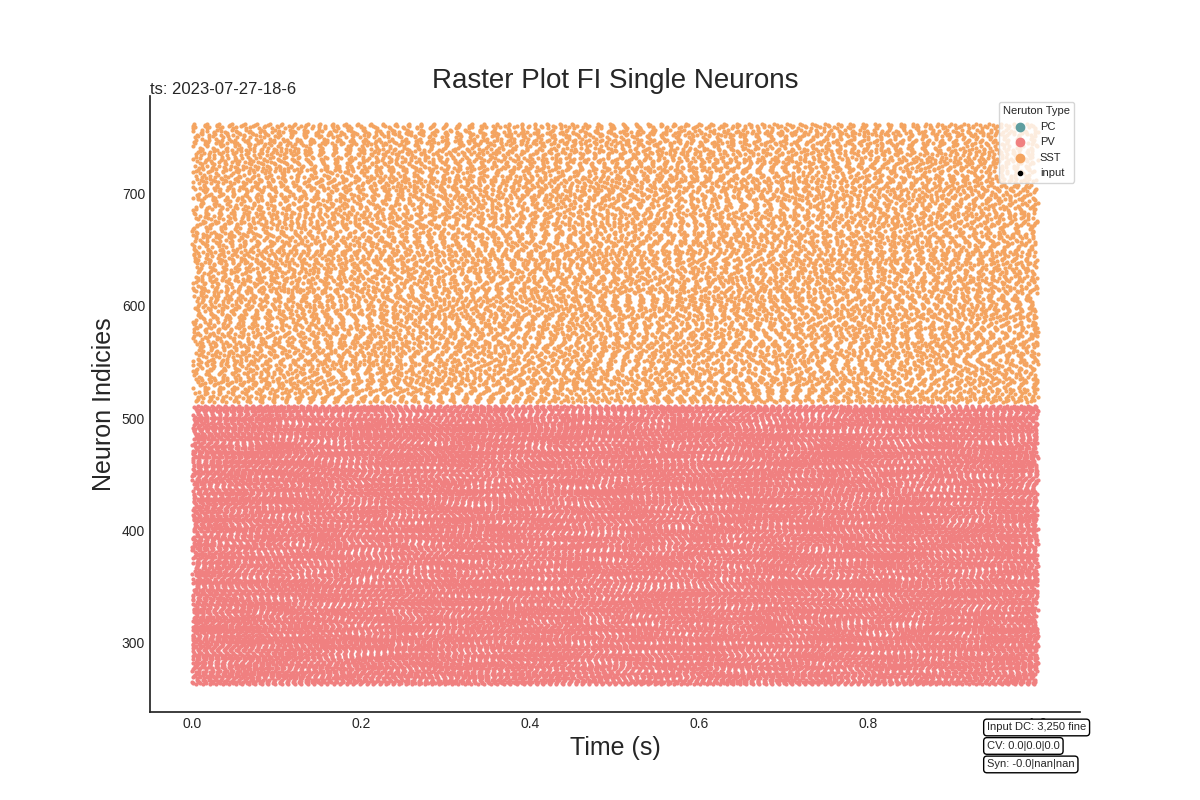 Raster Plot FI Single Neurons
ts: 2023-07-27-18-6
Neruton Type
PC
PV
SST
input
700
600
500
400
300
Neuron Indicies
0.0 0.2 0.4 0.6 0.8
Time (s)
Input DC: 3,250 fine
CV: 0.0|0.0|0.0
Syn: -0.0|nan|nan